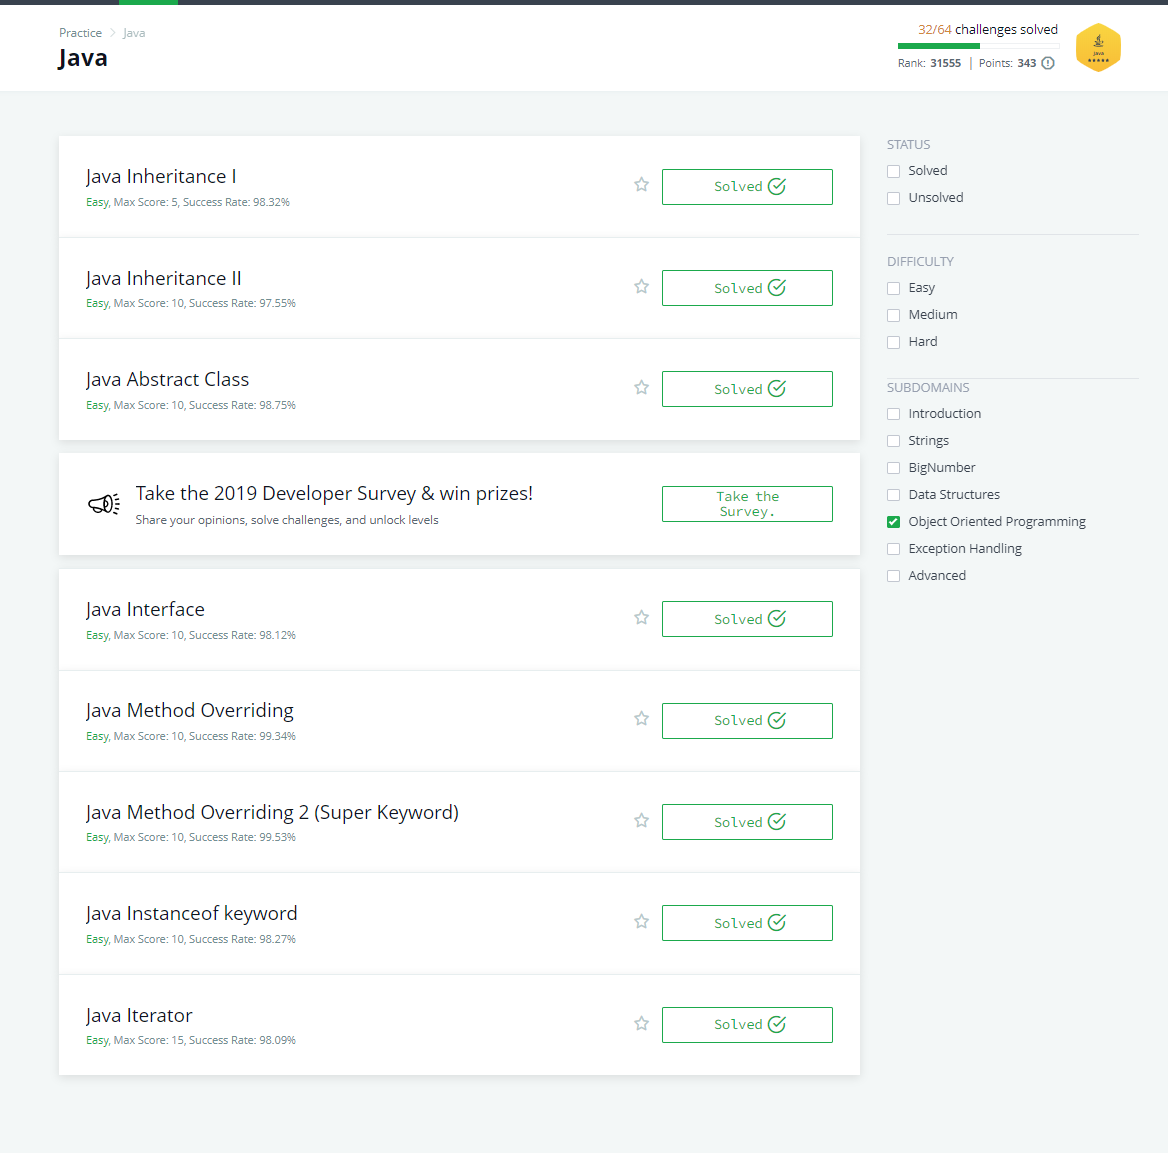 Practice > Java
Java
32/64 challenges solved
Rank: 31555 | Points: 343
Java
Java Inheritance I
Easy, Max Score: 5, Success Rate: 98.32%
Solved
Java Inheritance II
Easy, Max Score: 10, Success Rate: 97.55%
Solved
Java Abstract Class
Easy, Max Score: 10, Success Rate: 98.75%
Solved
Take the 2019 Developer Survey & win prizes!
Share your opinions, solve challenges, and unlock levels
Take the
Survey.
Java Interface
Easy, Max Score: 10, Success Rate: 98.12%
Solved
Java Method Overriding
Easy, Max Score: 10, Success Rate: 99.34%
Solved
Java Method Overriding 2 (Super Keyword)
Easy, Max Score: 10, Success Rate: 99.53%
Solved
Java Instanceof keyword
Easy, Max Score: 10, Success Rate: 98.27%
Solved
Java Iterator
Easy, Max Score: 15, Success Rate: 98.09%
Solved
STATUS
Solved
Unsolved
DIFFICULTY
Easy
Medium
Hard
SUBDOMAINS
Introduction
Strings
BigNumber
Data Structures
Object Oriented Programming
Exception Handling
Advanced